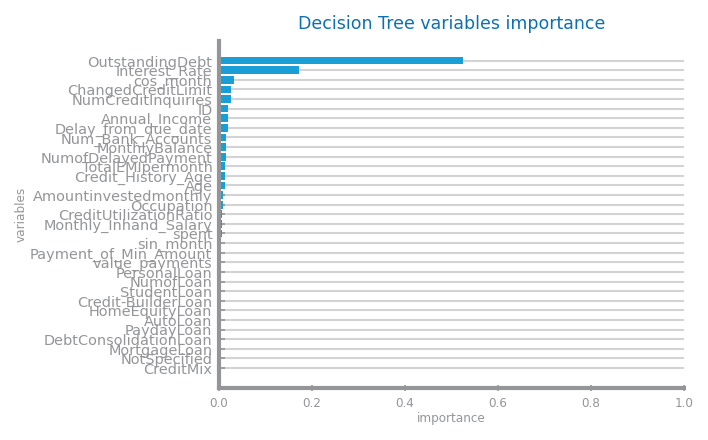 Decision Tree variables importance
OutstandingDebt
Interest_Rate
cos_month
ChangedCreditLimit
NumCreditInquiries
ID
Annual_Income
Delay_from_due_date
Num_Bank_Accounts
MonthlyBalance
NumofDelayedPayment
TotalEMIpermonth
Credit_History_Age
Age
Amountinvestedmonthly
Occupation
CreditUtilizationRatio
Monthly_Inhand_Salary
spent
sin_month
Payment_of_Min_Amount
value_payments
PersonalLoan
NumofLoan
StudentLoan
Credit-BuilderLoan
HomeEquityLoan
AutoLoan
PaydayLoan
DebtConsolidationLoan
MortgageLoan
NotSpecified
CreditMix
variables
0.0 0.2 0.4 0.6 0.8 1.0
importance